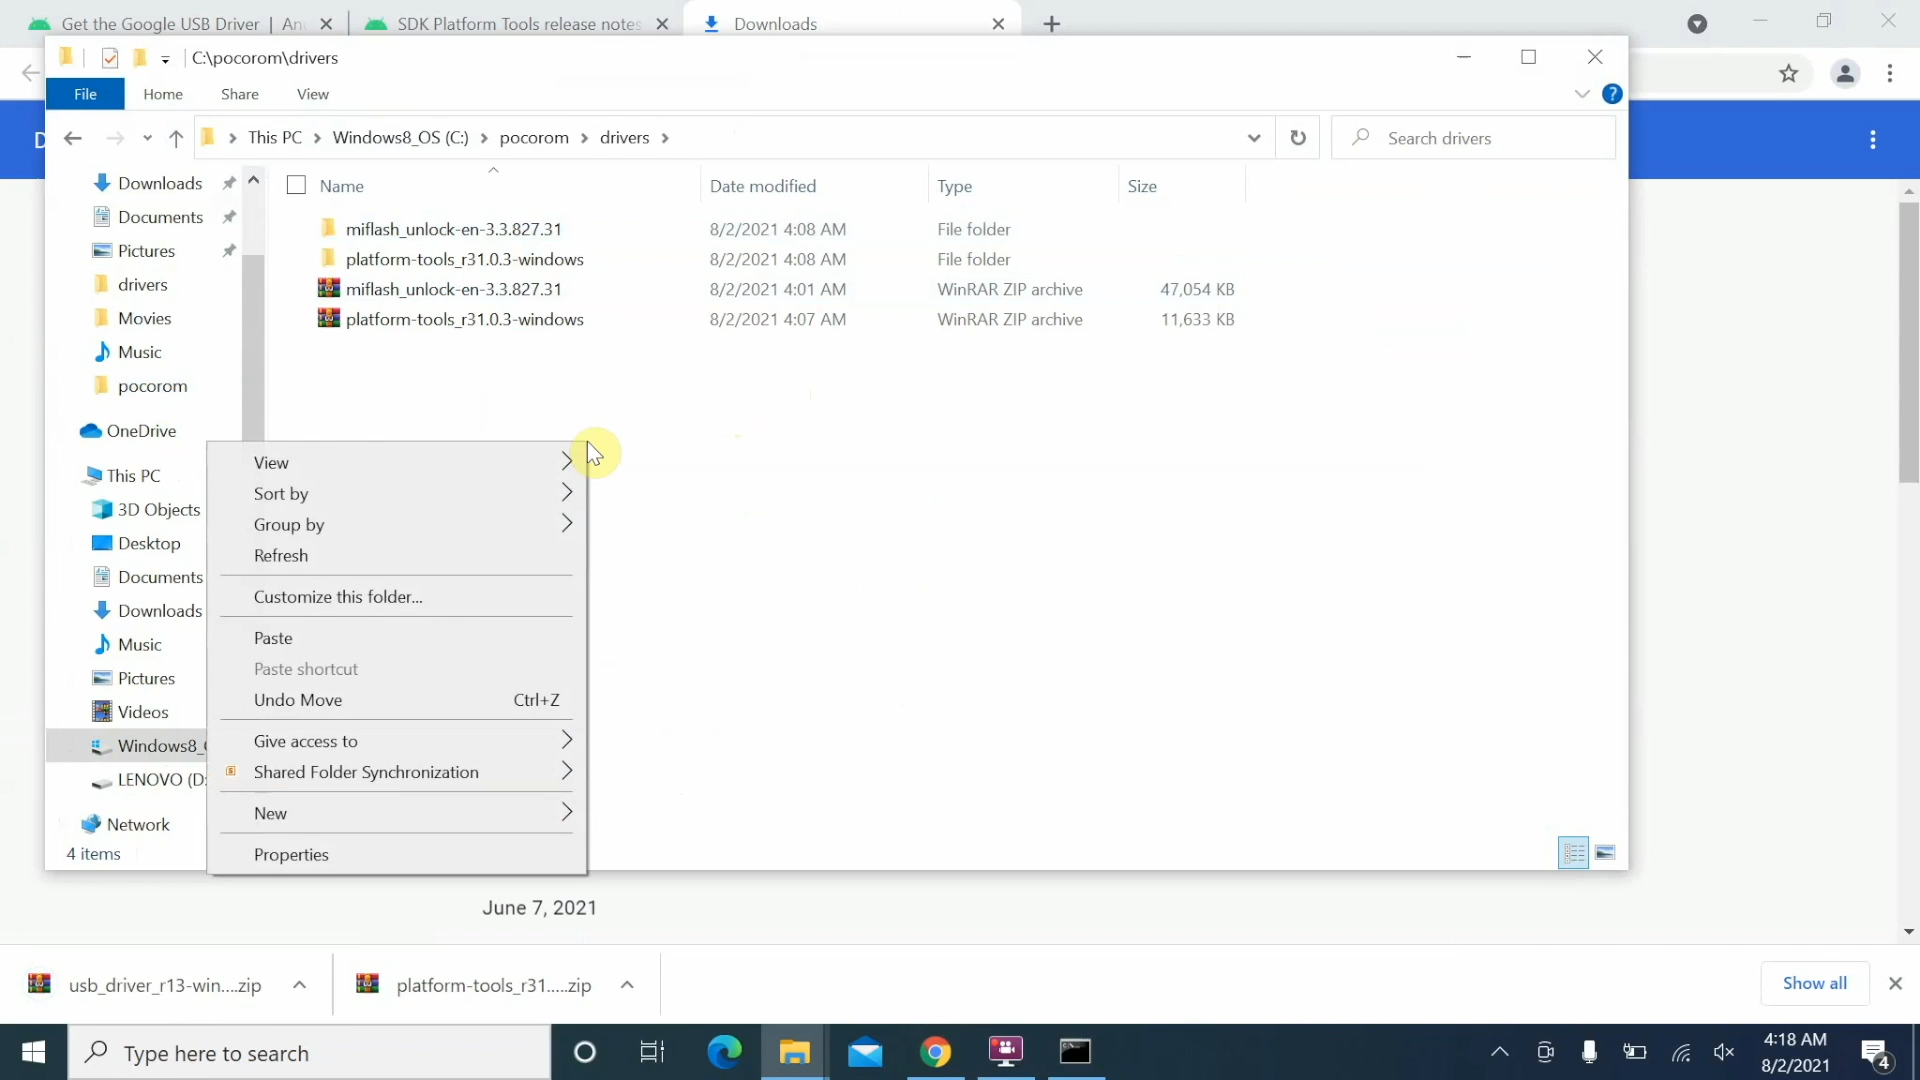 Get the Google USB Driver | An
SDK Platform Tools release notes
Downloads
C:\pocorom\drivers
File
Home
Share
View
This PC
Windows8_OS (C:)
pocorom
drivers
Search drivers
Name
Date modified
Type
Size
miflash_unlock-en-3.3.827.31 8/2/2021 4:08 AM File folder
platform-tools_r31.0.3-windows 8/2/2021 4:08 AM File folder
miflash_unlock-en-3.3.827.31 8/2/2021 4:01 AM WinRAR ZIP archive 47,054 KB
platform-tools_r31.0.3-windows 8/2/2021 4:07 AM WinRAR ZIP archive 11,633 KB
Downloads
Documents
Pictures
drivers
Movies
Music
pocorom
OneDrive
This PC
3D Objects
Desktop
Documents
Downloads
Music
Pictures
Videos
Windows8_
LENOVO (D:
Network
4 items
View
Sort by
Group by
Refresh
Customize this folder...
Paste
Paste shortcut
Undo Move Ctrl+Z
Give access to
Shared Folder Synchronization
New
Properties
June 7, 2021
usb_driver_r13-win....zip
platform-tools_r31.....zip
Show all
Type here to search
4:18 AM
8/2/2021
4